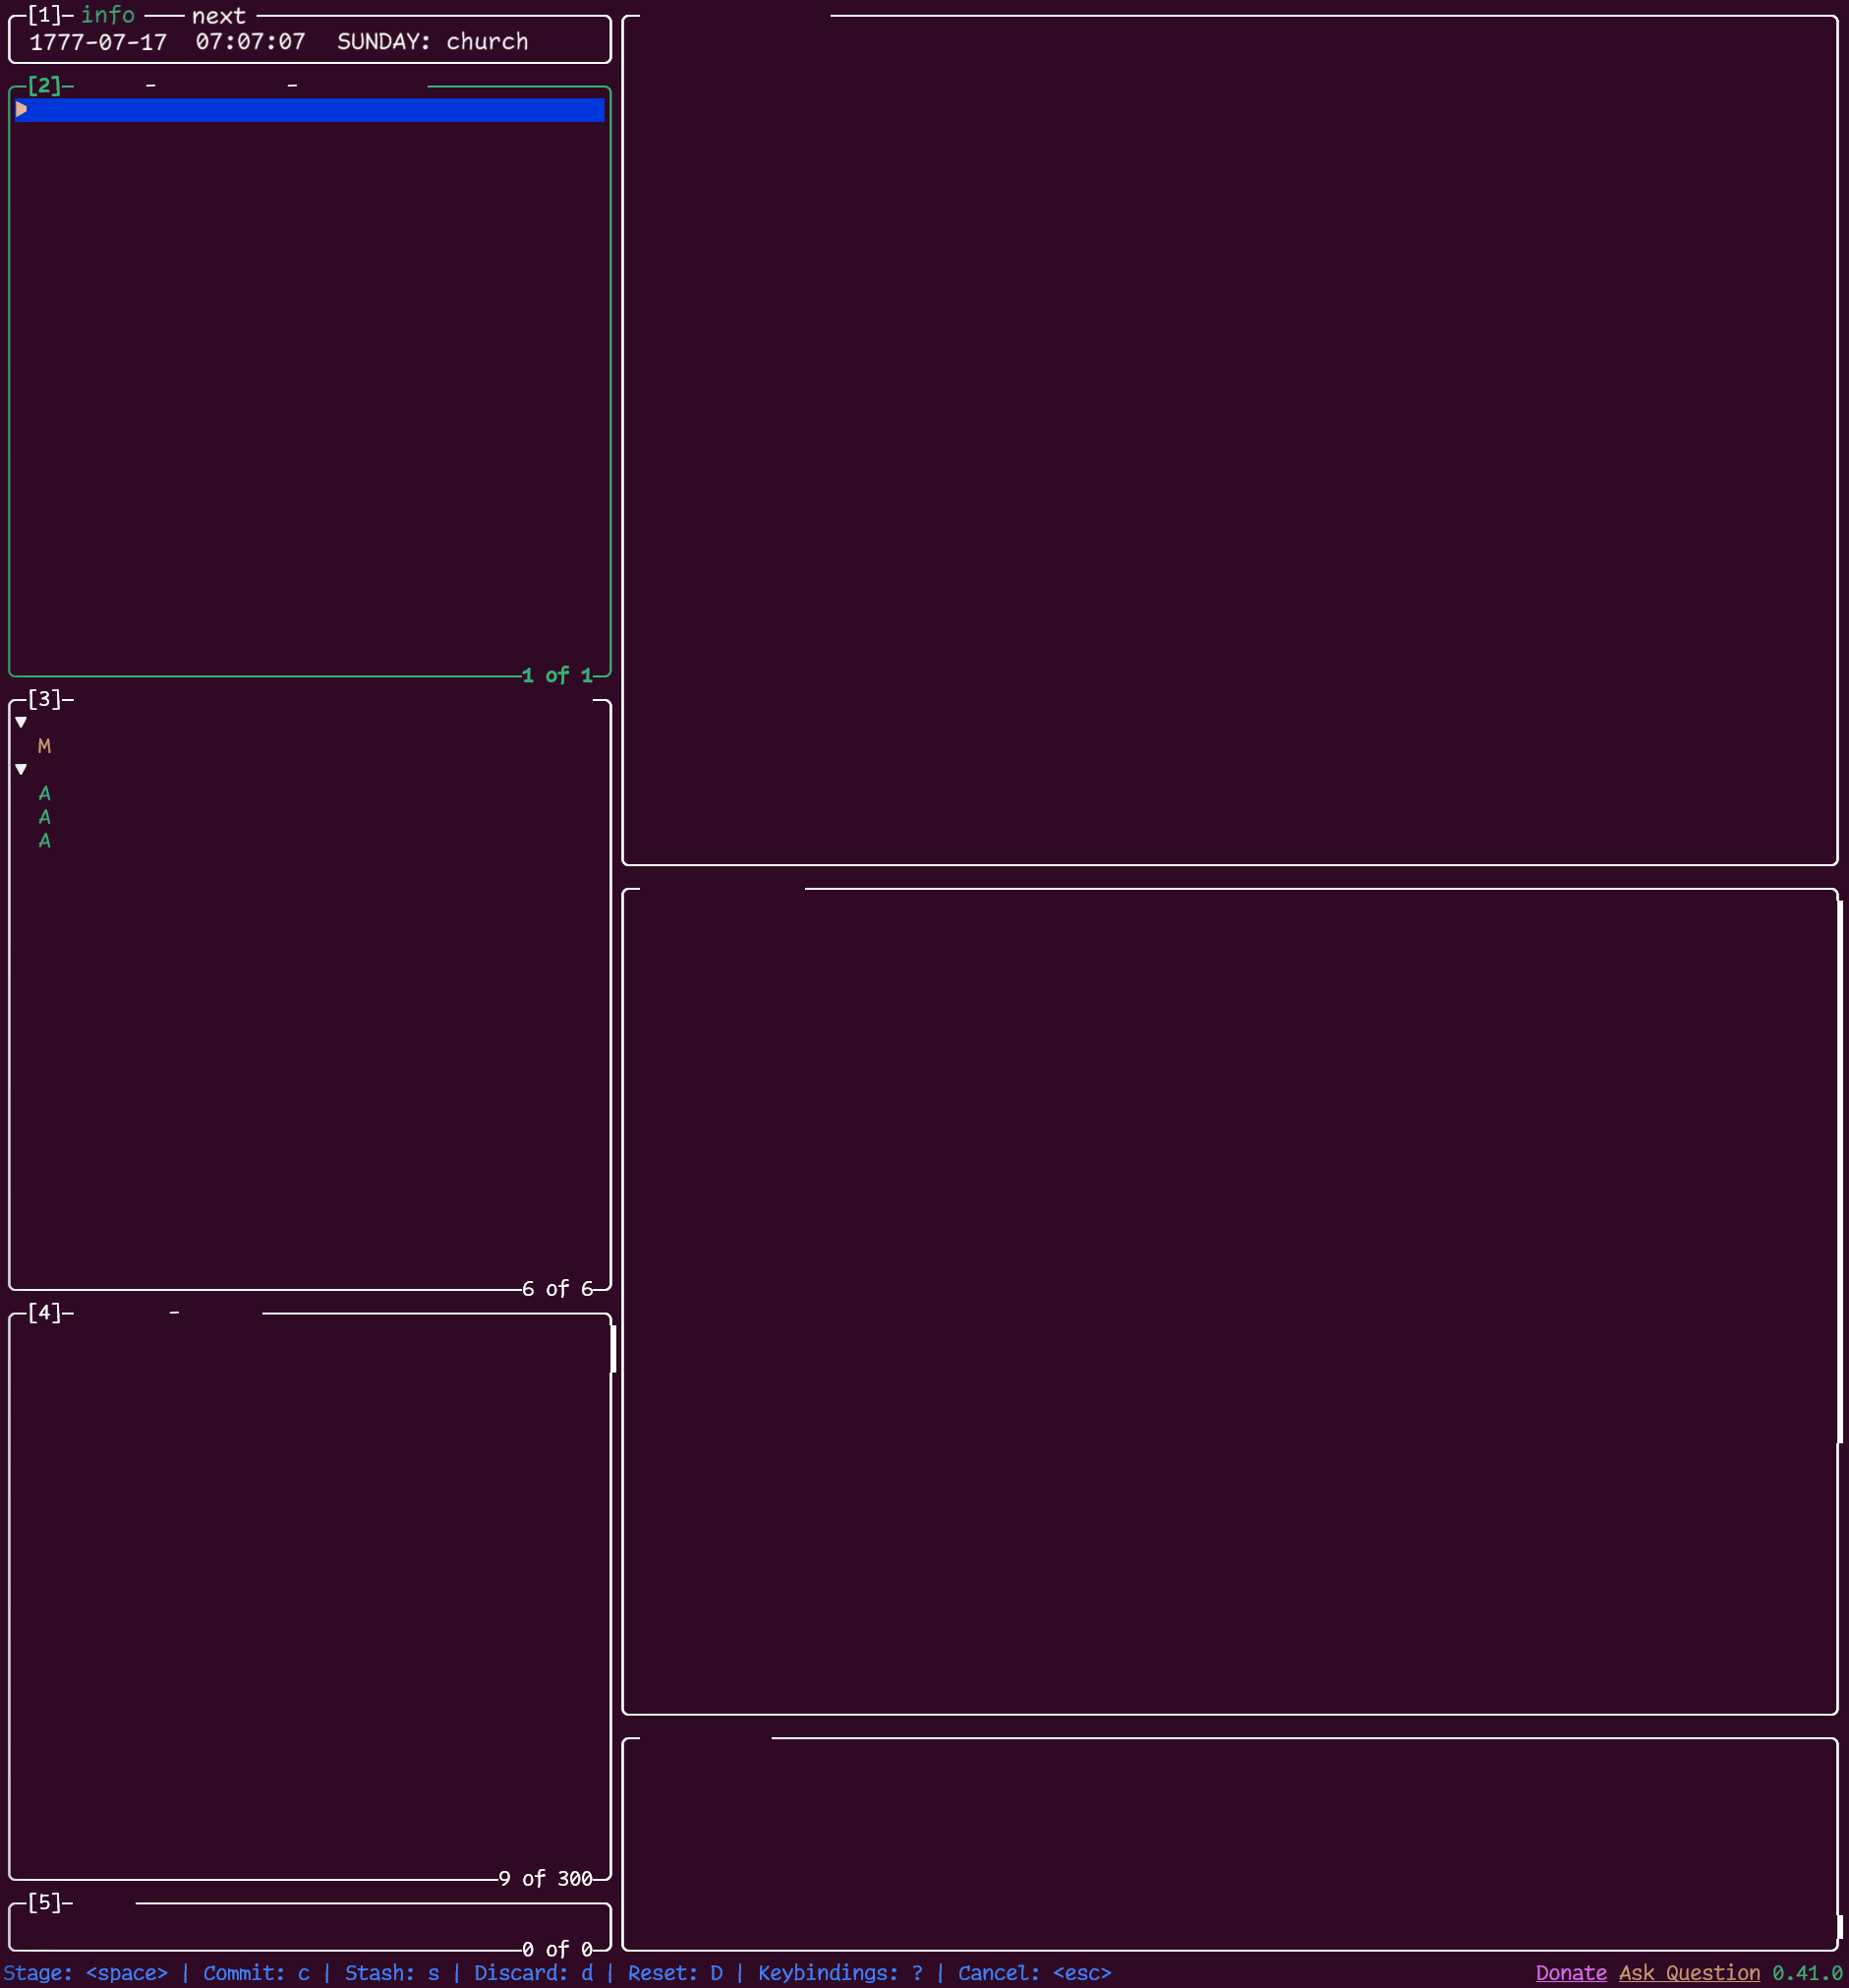 [1] info next
1777-07-17 07:07:07 SUNDAY: church
[2] - -
1 of 1
[3]
M
A
A
A
6 of 6
[4] -
9 of 300
[5]
0 of 0
Stage: <space> | Commit: c | Stash: s | Discard: d | Reset: D | Keybindings: ? | Cancel: <esc> Donate Ask Question 0.41.0